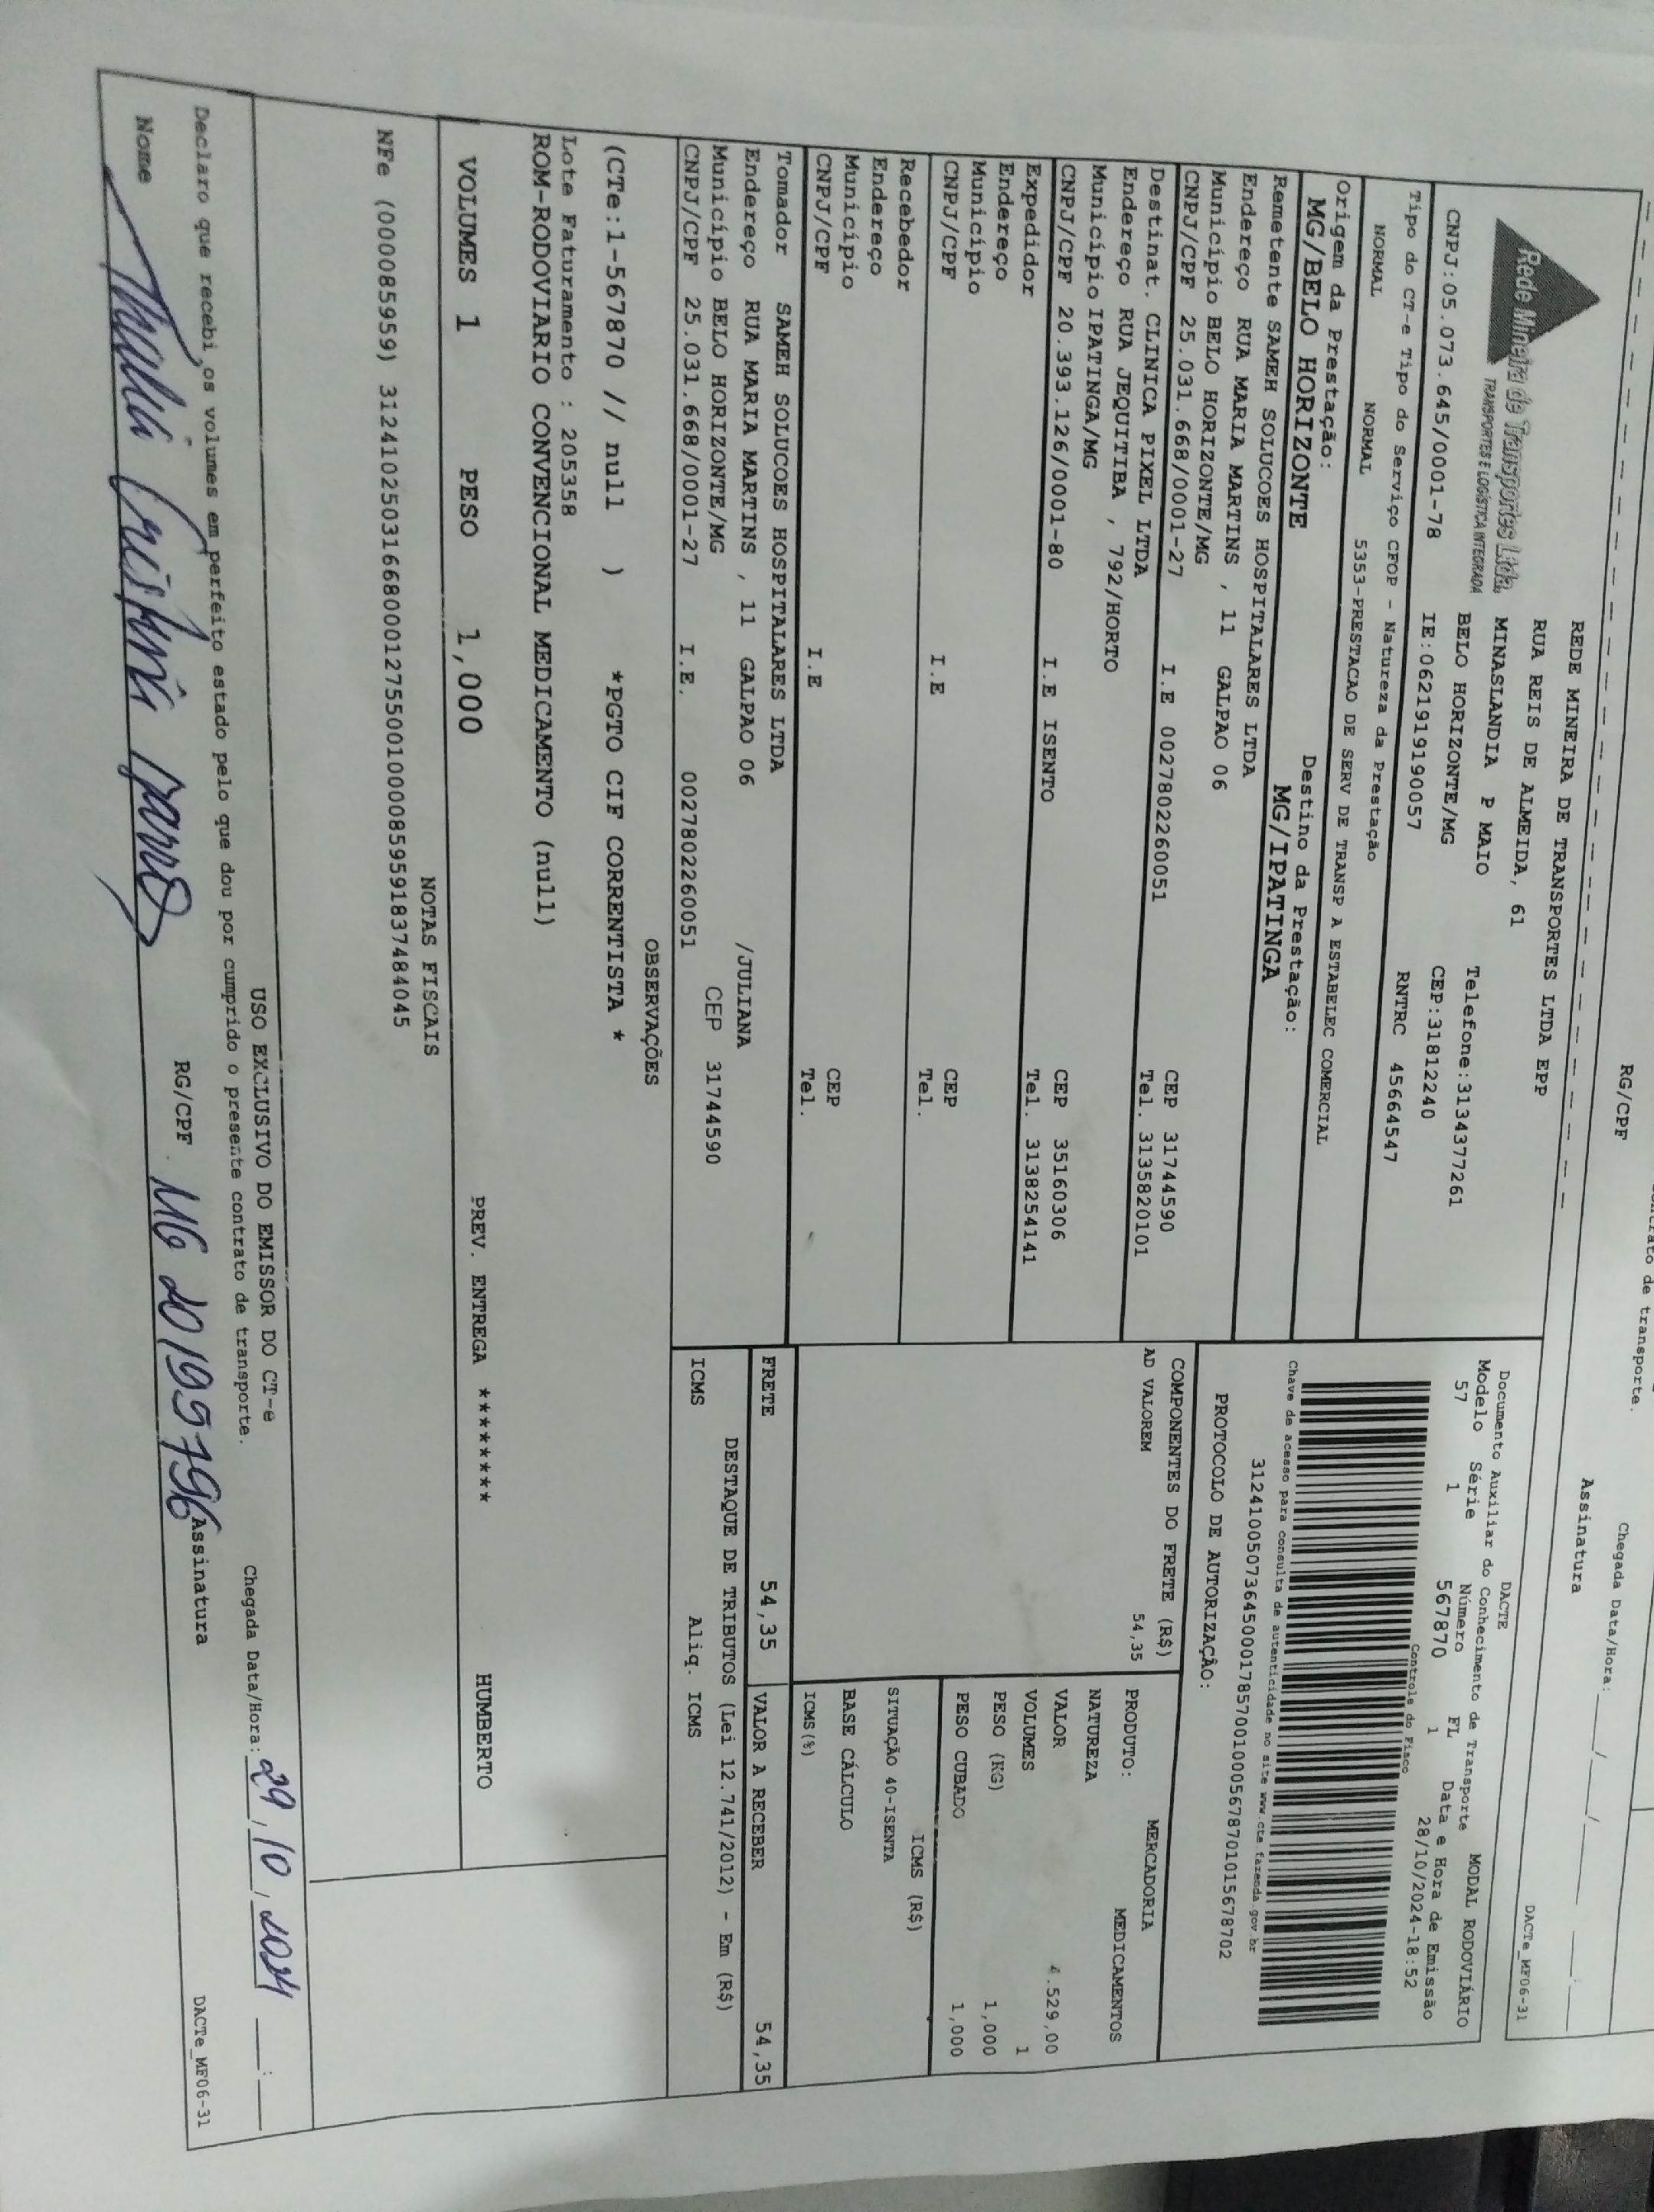 contrato de transporte.
RG/CPF
Chegada Data/Hora:____/____/____ ____:____
Assinatura
DACTe_MF06-31
Rede Mineira de Transportes Ltda.
TRANSPORTES E LOGÍSTICA INTEGRADA
REDE MINEIRA DE TRANSPORTES LTDA EPP
RUA REIS DE ALMEIDA, 61
MINASLANDIA P MAIO
BELO HORIZONTE/MG
Telefone:3134377261
CEP:31812240
CNPJ:05.073.645/0001-78
IE:0621919190057
RNTRC 45664547
Tipo do CT-e Tipo do Serviço CFOP - Natureza da Prestação
NORMAL NORMAL 5353-PRESTACAO DE SERV DE TRANSP A ESTABELEC COMERCIAL
Origem da Prestação: Destino da Prestação:
MG/BELO HORIZONTE MG/IPATINGA
DACTE
Documento Auxiliar do Conhecimento de Transporte
MODAL RODOVIÁRIO
Modelo Série Número FL Data e Hora de Emissão
57 1 567870 1 28/10/2024-18:52
Controle do Fisco
Chave de acesso para consulta de autenticidade no site www.cte.fazenda.gov.br
31241005073645000178570010005678701015678702
PROTOCOLO DE AUTORIZAÇÃO:
Remetente SAMEH SOLUCOES HOSPITALARES LTDA
Endereço RUA MARIA MARTINS , 11 GALPAO 06
Município BELO HORIZONTE/MG CEP 31744590
CNPJ/CPF 25.031.668/0001-27 I.E 0027802260051 Tel. 3135820101
Destinat. CLINICA PIXEL LTDA
Endereço RUA JEQUITIBA , 792/HORTO
Município IPATINGA/MG CEP 35160306
CNPJ/CPF 20.393.126/0001-80 I.E ISENTO Tel. 3138254141
Expedidor
Endereço
Município CEP
CNPJ/CPF I.E Tel.
Recebedor
Endereço
Município CEP
CNPJ/CPF I.E Tel.
Tomador SAMEH SOLUCOES HOSPITALARES LTDA
Endereço RUA MARIA MARTINS , 11 GALPAO 06 /JULIANA
Município BELO HORIZONTE/MG CEP 31744590
CNPJ/CPF 25.031.668/0001-27 I.E. 0027802260051
COMPONENTES DO FRETE (R$)
AD VALOREM 54,35
MERCADORIA
PRODUTO: MEDICAMENTOS
NATUREZA
VALOR 4.529,00
VOLUMES 1
PESO (KG) 1,000
PESO CUBADO 1,000
ICMS (R$)
SITUAÇÃO 40-ISENTA
BASE CÁLCULO
ICMS(%)
FRETE 54,35 VALOR A RECEBER 54,35
DESTAQUE DE TRIBUTOS (Lei 12.741/2012) - Em (R$)
ICMS Aliq. ICMS
OBSERVAÇÕES
(CTe:1-567870 // null ) *PGTO CIF CORRENTISTA *
Lote Faturamento : 205358
ROM-RODOVIARIO CONVENCIONAL MEDICAMENTO (null)
VOLUMES 1 PESO 1,000 PREV. ENTREGA ******** HUMBERTO
NOTAS FISCAIS
NFe (000085959) 31241025031668000127550010000859591837484045
USO EXCLUSIVO DO EMISSOR DO CT-e
Declaro que recebi os volumes em perfeito estado pelo que dou por cumprido o presente contrato de transporte.
Chegada Data/Hora: 29/10/2024 ____:____
Nome
RG/CPF. MG 20199796
Assinatura
DACTe_MF06-31